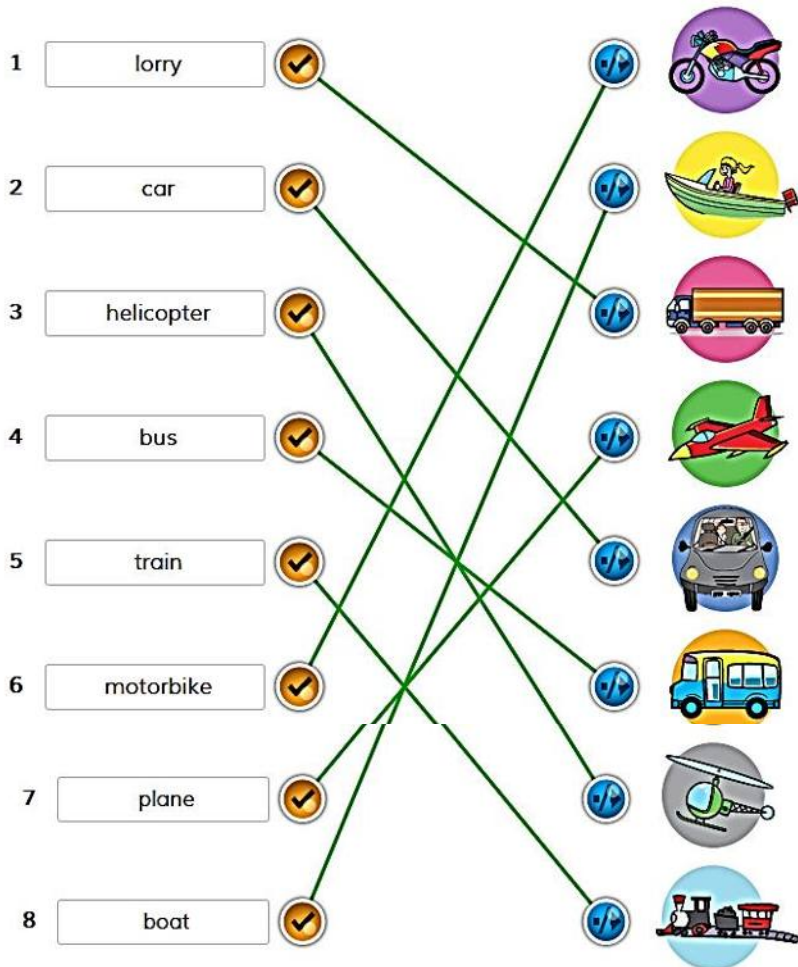 1 lorry
2 car
3 helicopter
4 bus
5 train
6 motorbike
7 plane
8 boat